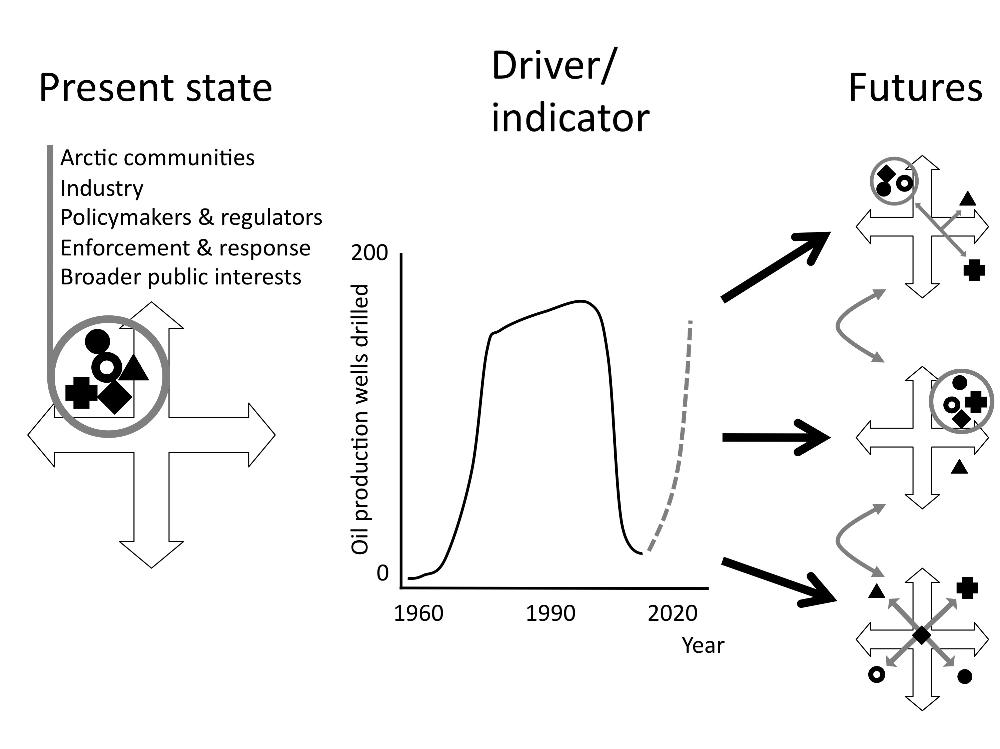 Present state
Driver/
indicator
Futures
Arctic communities
Industry
Policymakers & regulators
Enforcement & response
Broader public interests
200
Oil production wells drilled
0
1960
1990
2020
Year